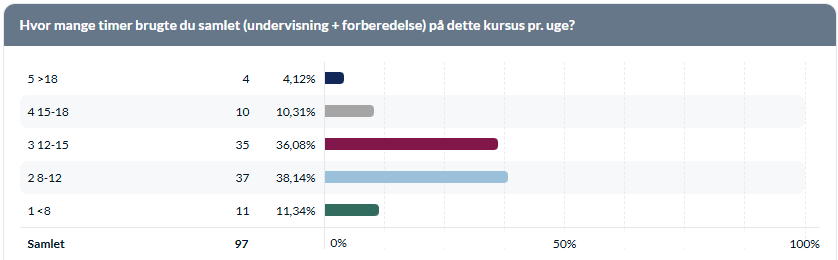 Hvor mange timer brugte du samlet (undervisning + forberedelse) på dette kursus pr. uge?
5 >18 4 4,12%
4 15-18 10 10,31%
3 12-15 35 36,08%
2 8-12 37 38,14%
1 <8 11 11,34%
Samlet 97 0% 50% 100%